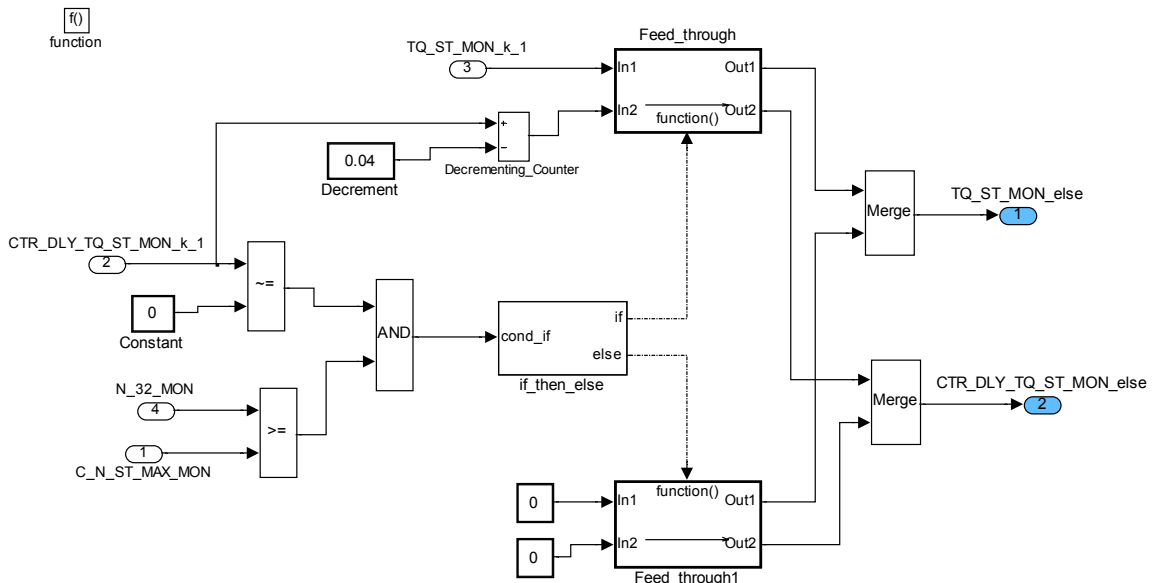 f()
function
TQ_ST_MON_k_1
3
Feed_through
In1
Out1
In2
Out2
function()
+
−
Decrementing_Counter
0.04
Decrement
CTR_DLY_TQ_ST_MON_k_1
2
~=
0
Constant
AND
cond_if
if
else
if_then_else
N_32_MON
4
>=
1
C_N_ST_MAX_MON
Merge
TQ_ST_MON_else
1
Merge
CTR_DLY_TQ_ST_MON_else
2
0
0
function()
In1
Out1
In2
Out2
Feed_through1